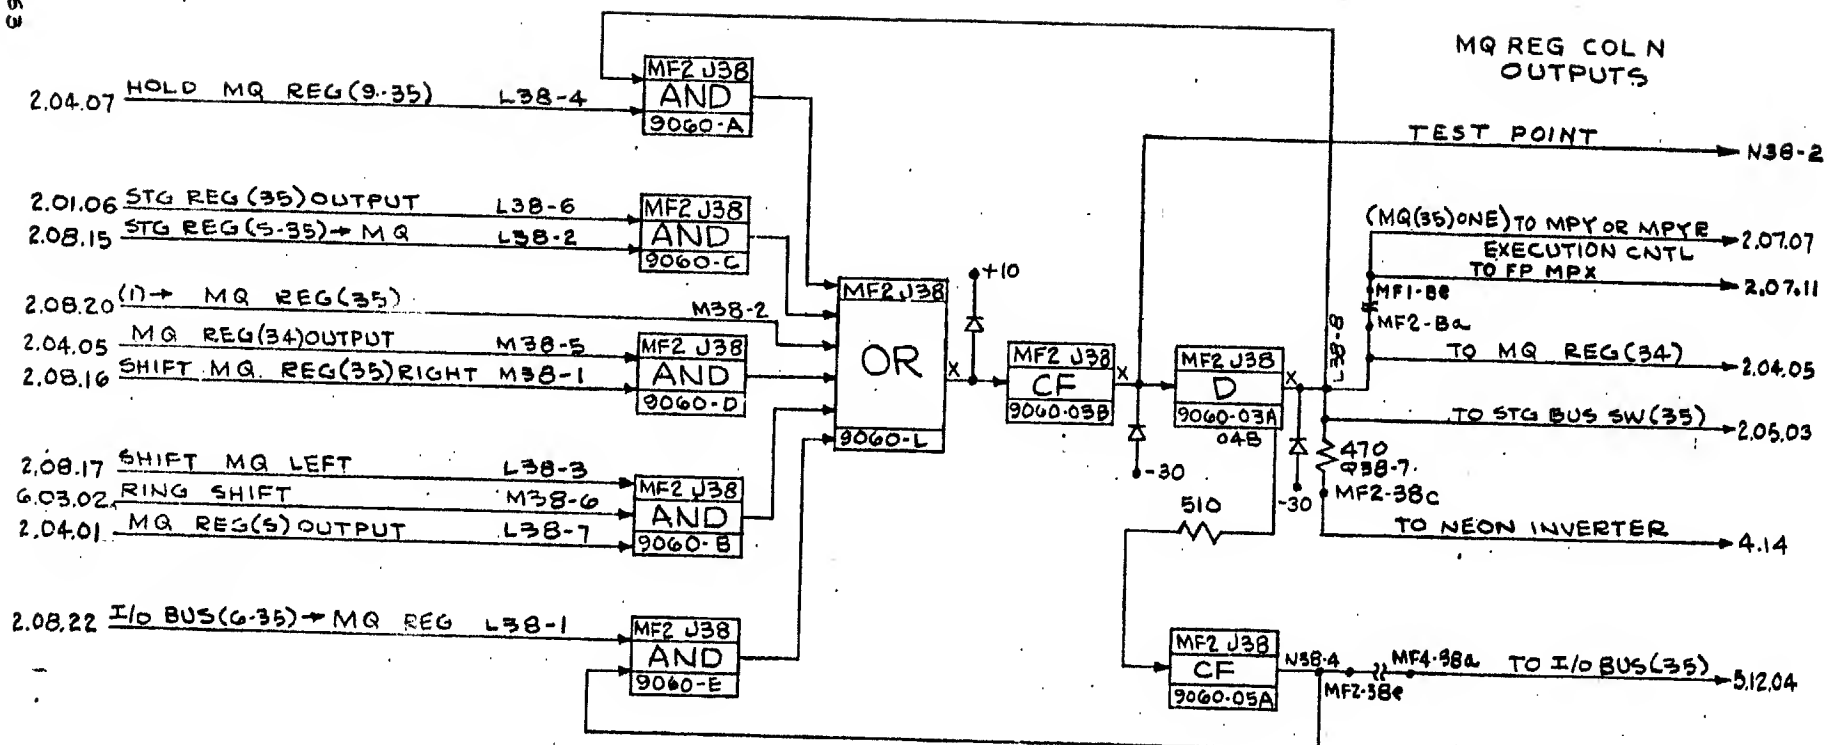 53
MQ REG COL N
OUTPUTS
2.04.07 HOLD MQ REG(9-35) L38-4
MF2 J38
AND
9060-A
TEST POINT N38-2
2.01.06 STG REG(35)OUTPUT L38-6
2.08.15 STG REG(S-35)→MQ L38-2
MF2 J38
AND
9060-C
(MQ(35)ONE)TO MPY OR MPYR 2.07.07
EXECUTION CNTL
TO FP MPX 2.07.11
MF1-8e
MF2-8a
2.08.20 (1)→ MQ REG(35) M38-2
2.04.05 MQ REG(34)OUTPUT M38-5
2.08.16 SHIFT MQ REG(35)RIGHT M38-1
MF2 J38
AND
9060-D
MF2 J38
OR
9060-L
X
+10
MF2 J38
CF
9060-03B
X
-30
MF2 J38
D
9060-03A
04B
X
-30
L38-8
TO MQ REG(34) 2.04.05
TO STG BUS SW(35) 2.05.03
470
Q38-7
MF2-38c
TO NEON INVERTER 4.14
2.08.17 SHIFT MQ LEFT L38-3
6.03.02 RING SHIFT M38-6
2.04.01 MQ REG(S)OUTPUT L38-7
MF2 J38
AND
9060-B
510
2.08.22 I/O BUS(6-35)→MQ REG L38-1
MF2 J38
AND
9060-E
MF2 J38
CF
9060-05A
N38-4
MF2-38e
MF4-38a TO I/O BUS(35) 5.12.04